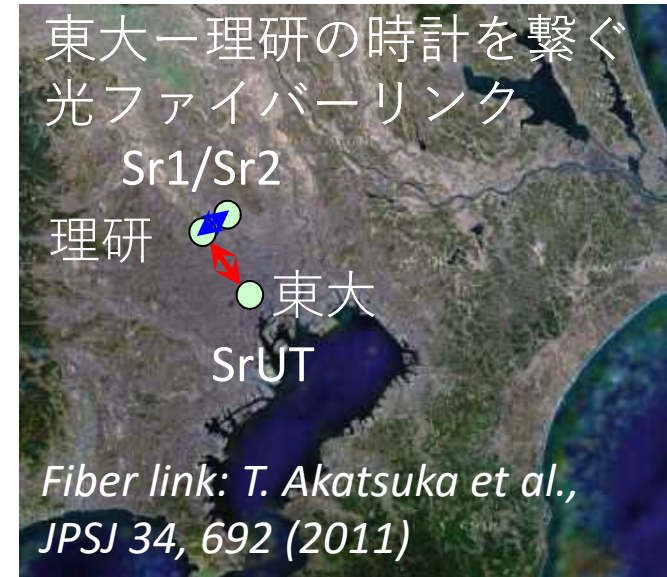 東大ー理研の時計を繋ぐ
光ファイバーリンク
Sr1/Sr2
理研
東大
SrUT
Fiber link: T. Akatsuka et al.,
JPSJ 34, 692 (2011)